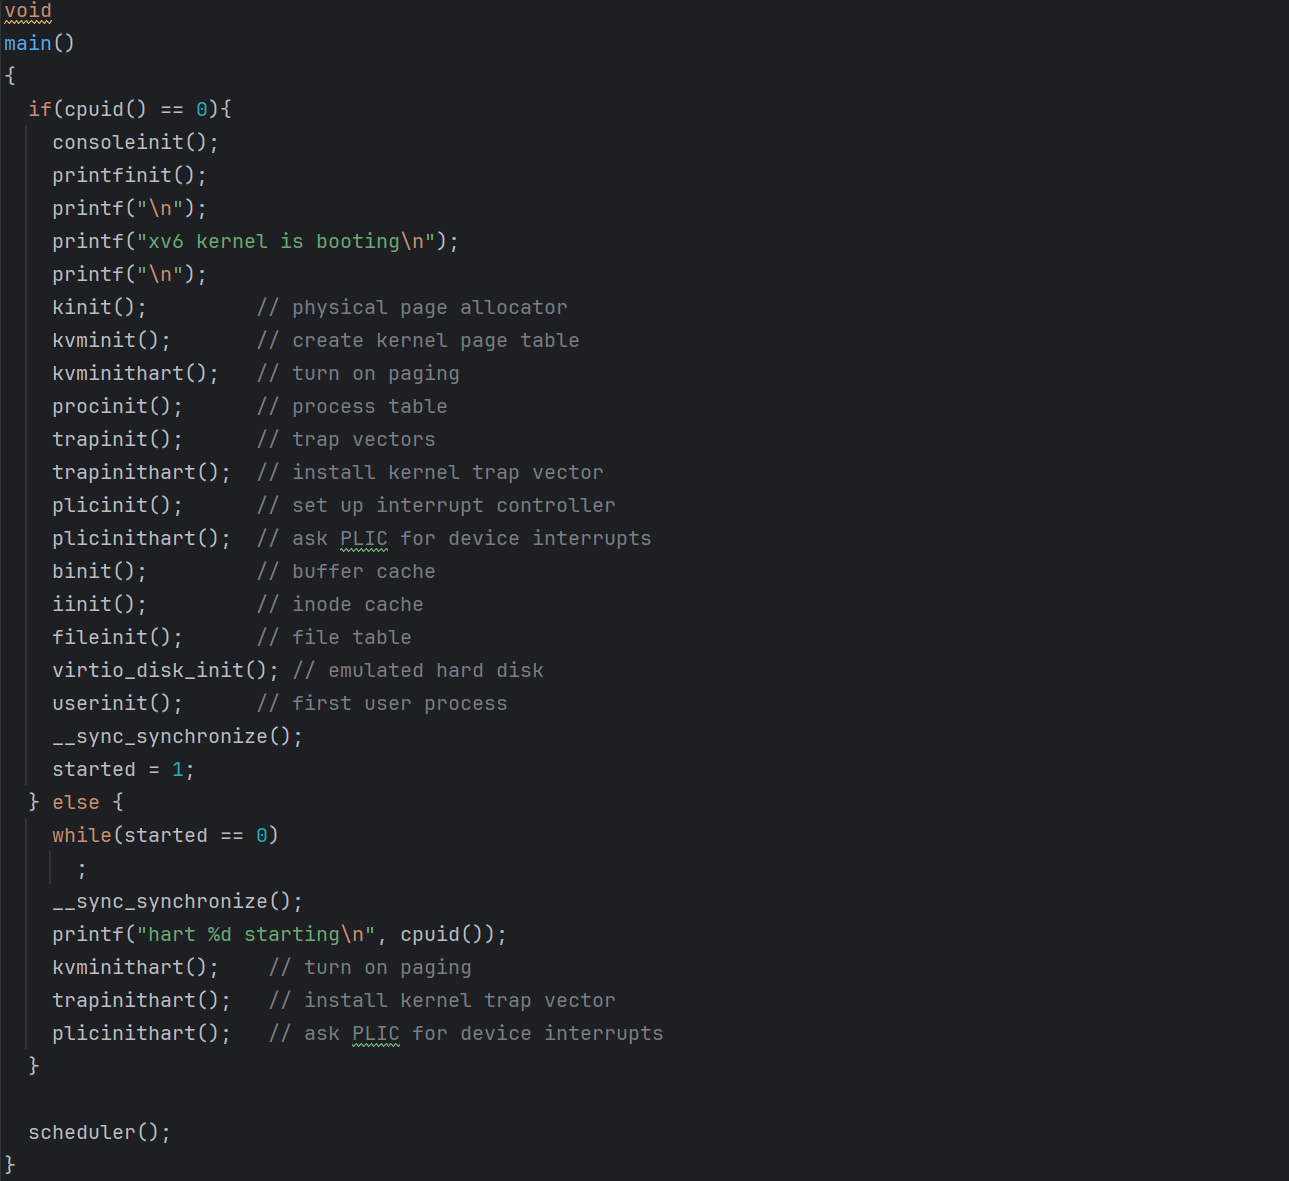 void
main()
{
  if(cpuid() == 0){
    consoleinit();
    printfinit();
    printf("\n");
    printf("xv6 kernel is booting\n");
    printf("\n");
    kinit();         // physical page allocator
    kvminit();       // create kernel page table
    kvminithart();   // turn on paging
    procinit();      // process table
    trapinit();      // trap vectors
    trapinithart();  // install kernel trap vector
    plicinit();      // set up interrupt controller
    plicinithart();  // ask PLIC for device interrupts
    binit();         // buffer cache
    iinit();         // inode cache
    fileinit();      // file table
    virtio_disk_init(); // emulated hard disk
    userinit();      // first user process
    __sync_synchronize();
    started = 1;
  } else {
    while(started == 0)
      ;
    __sync_synchronize();
    printf("hart %d starting\n", cpuid());
    kvminithart();    // turn on paging
    trapinithart();   // install kernel trap vector
    plicinithart();   // ask PLIC for device interrupts
  }

  scheduler();
}